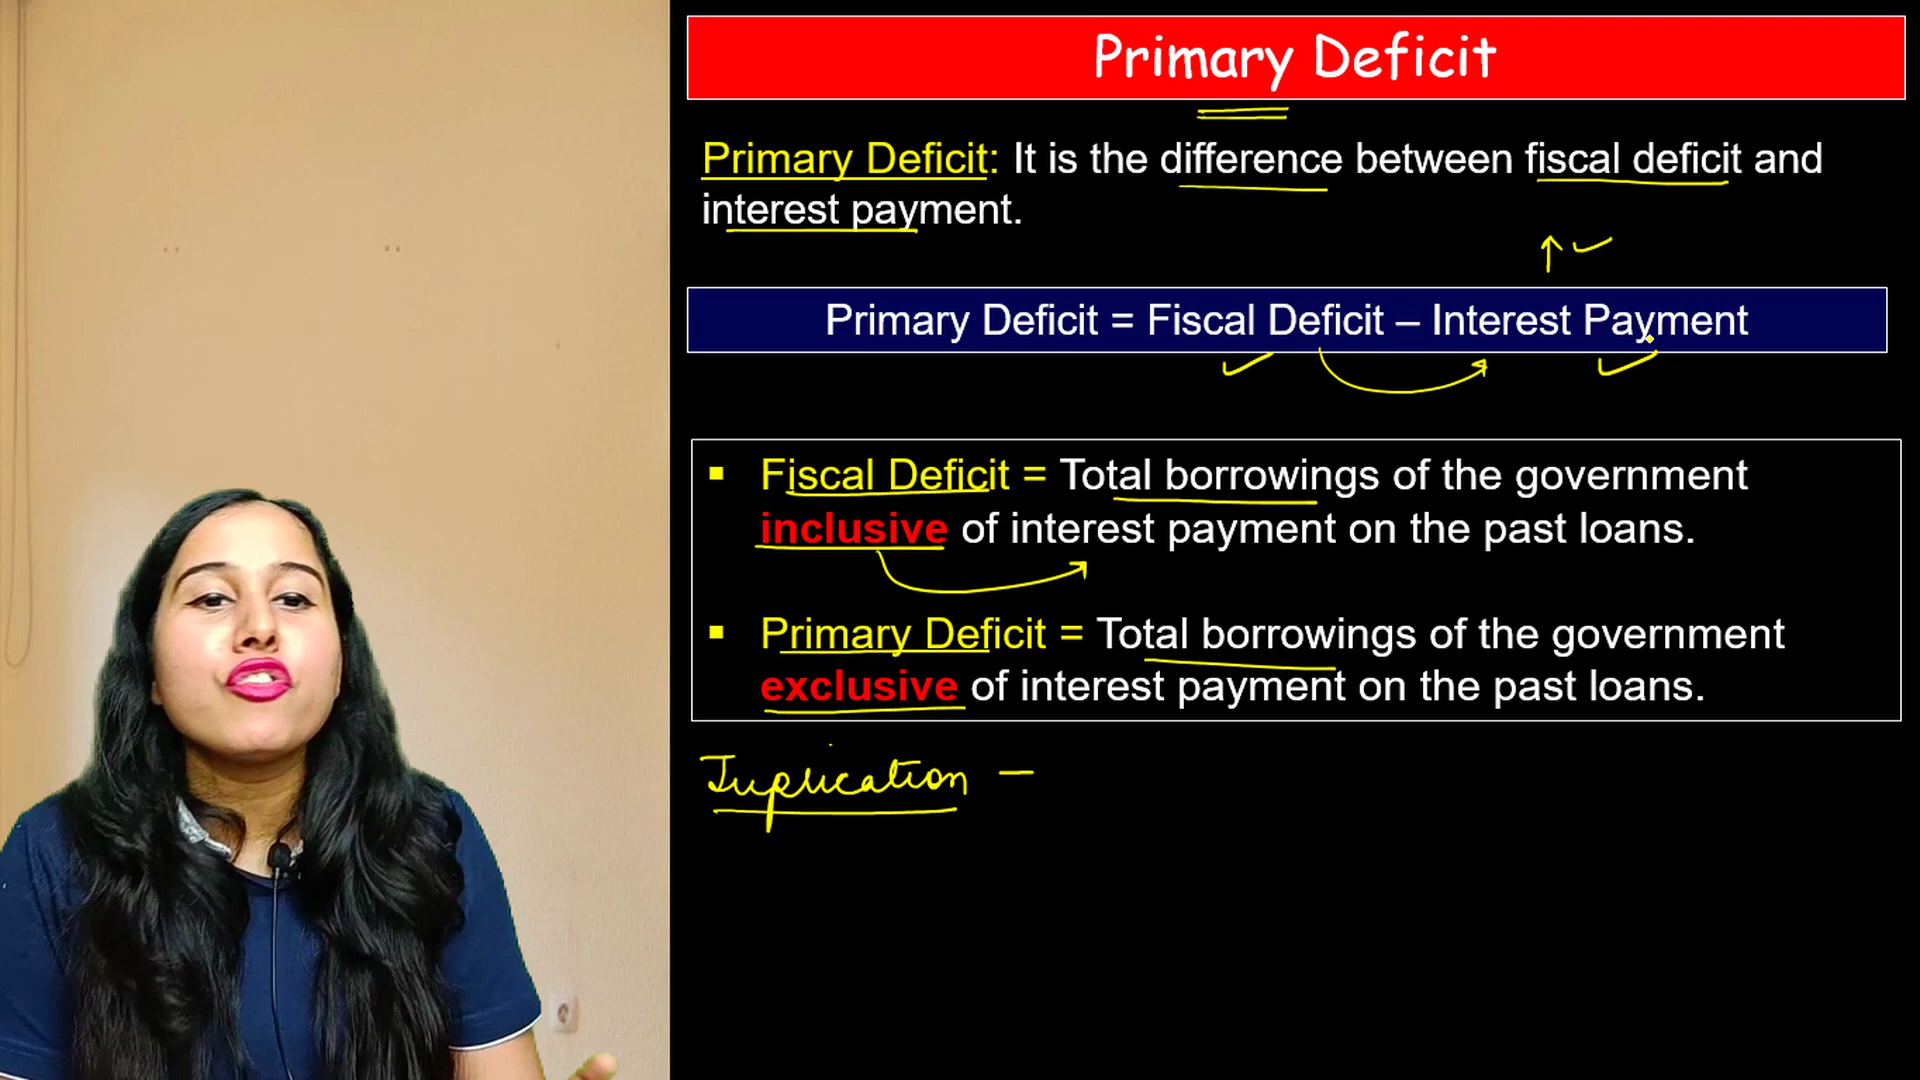 Primary Deficit
Primary Deficit: It is the difference between fiscal deficit and
interest payment.
Primary Deficit = Fiscal Deficit – Interest Payment
▪ Fiscal Deficit = Total borrowings of the government
inclusive of interest payment on the past loans.
▪ Primary Deficit = Total borrowings of the government
exclusive of interest payment on the past loans.
Implication –